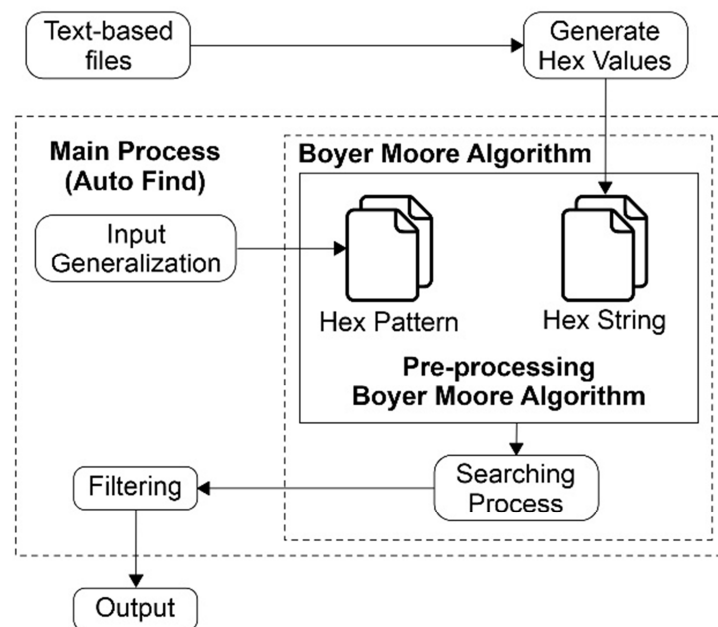 Text-based
files
Generate
Hex Values
Main Process
(Auto Find)
Boyer Moore Algorithm
Input
Generalization
Hex Pattern
Hex String
Pre-processing
Boyer Moore Algorithm
Searching
Process
Filtering
Output